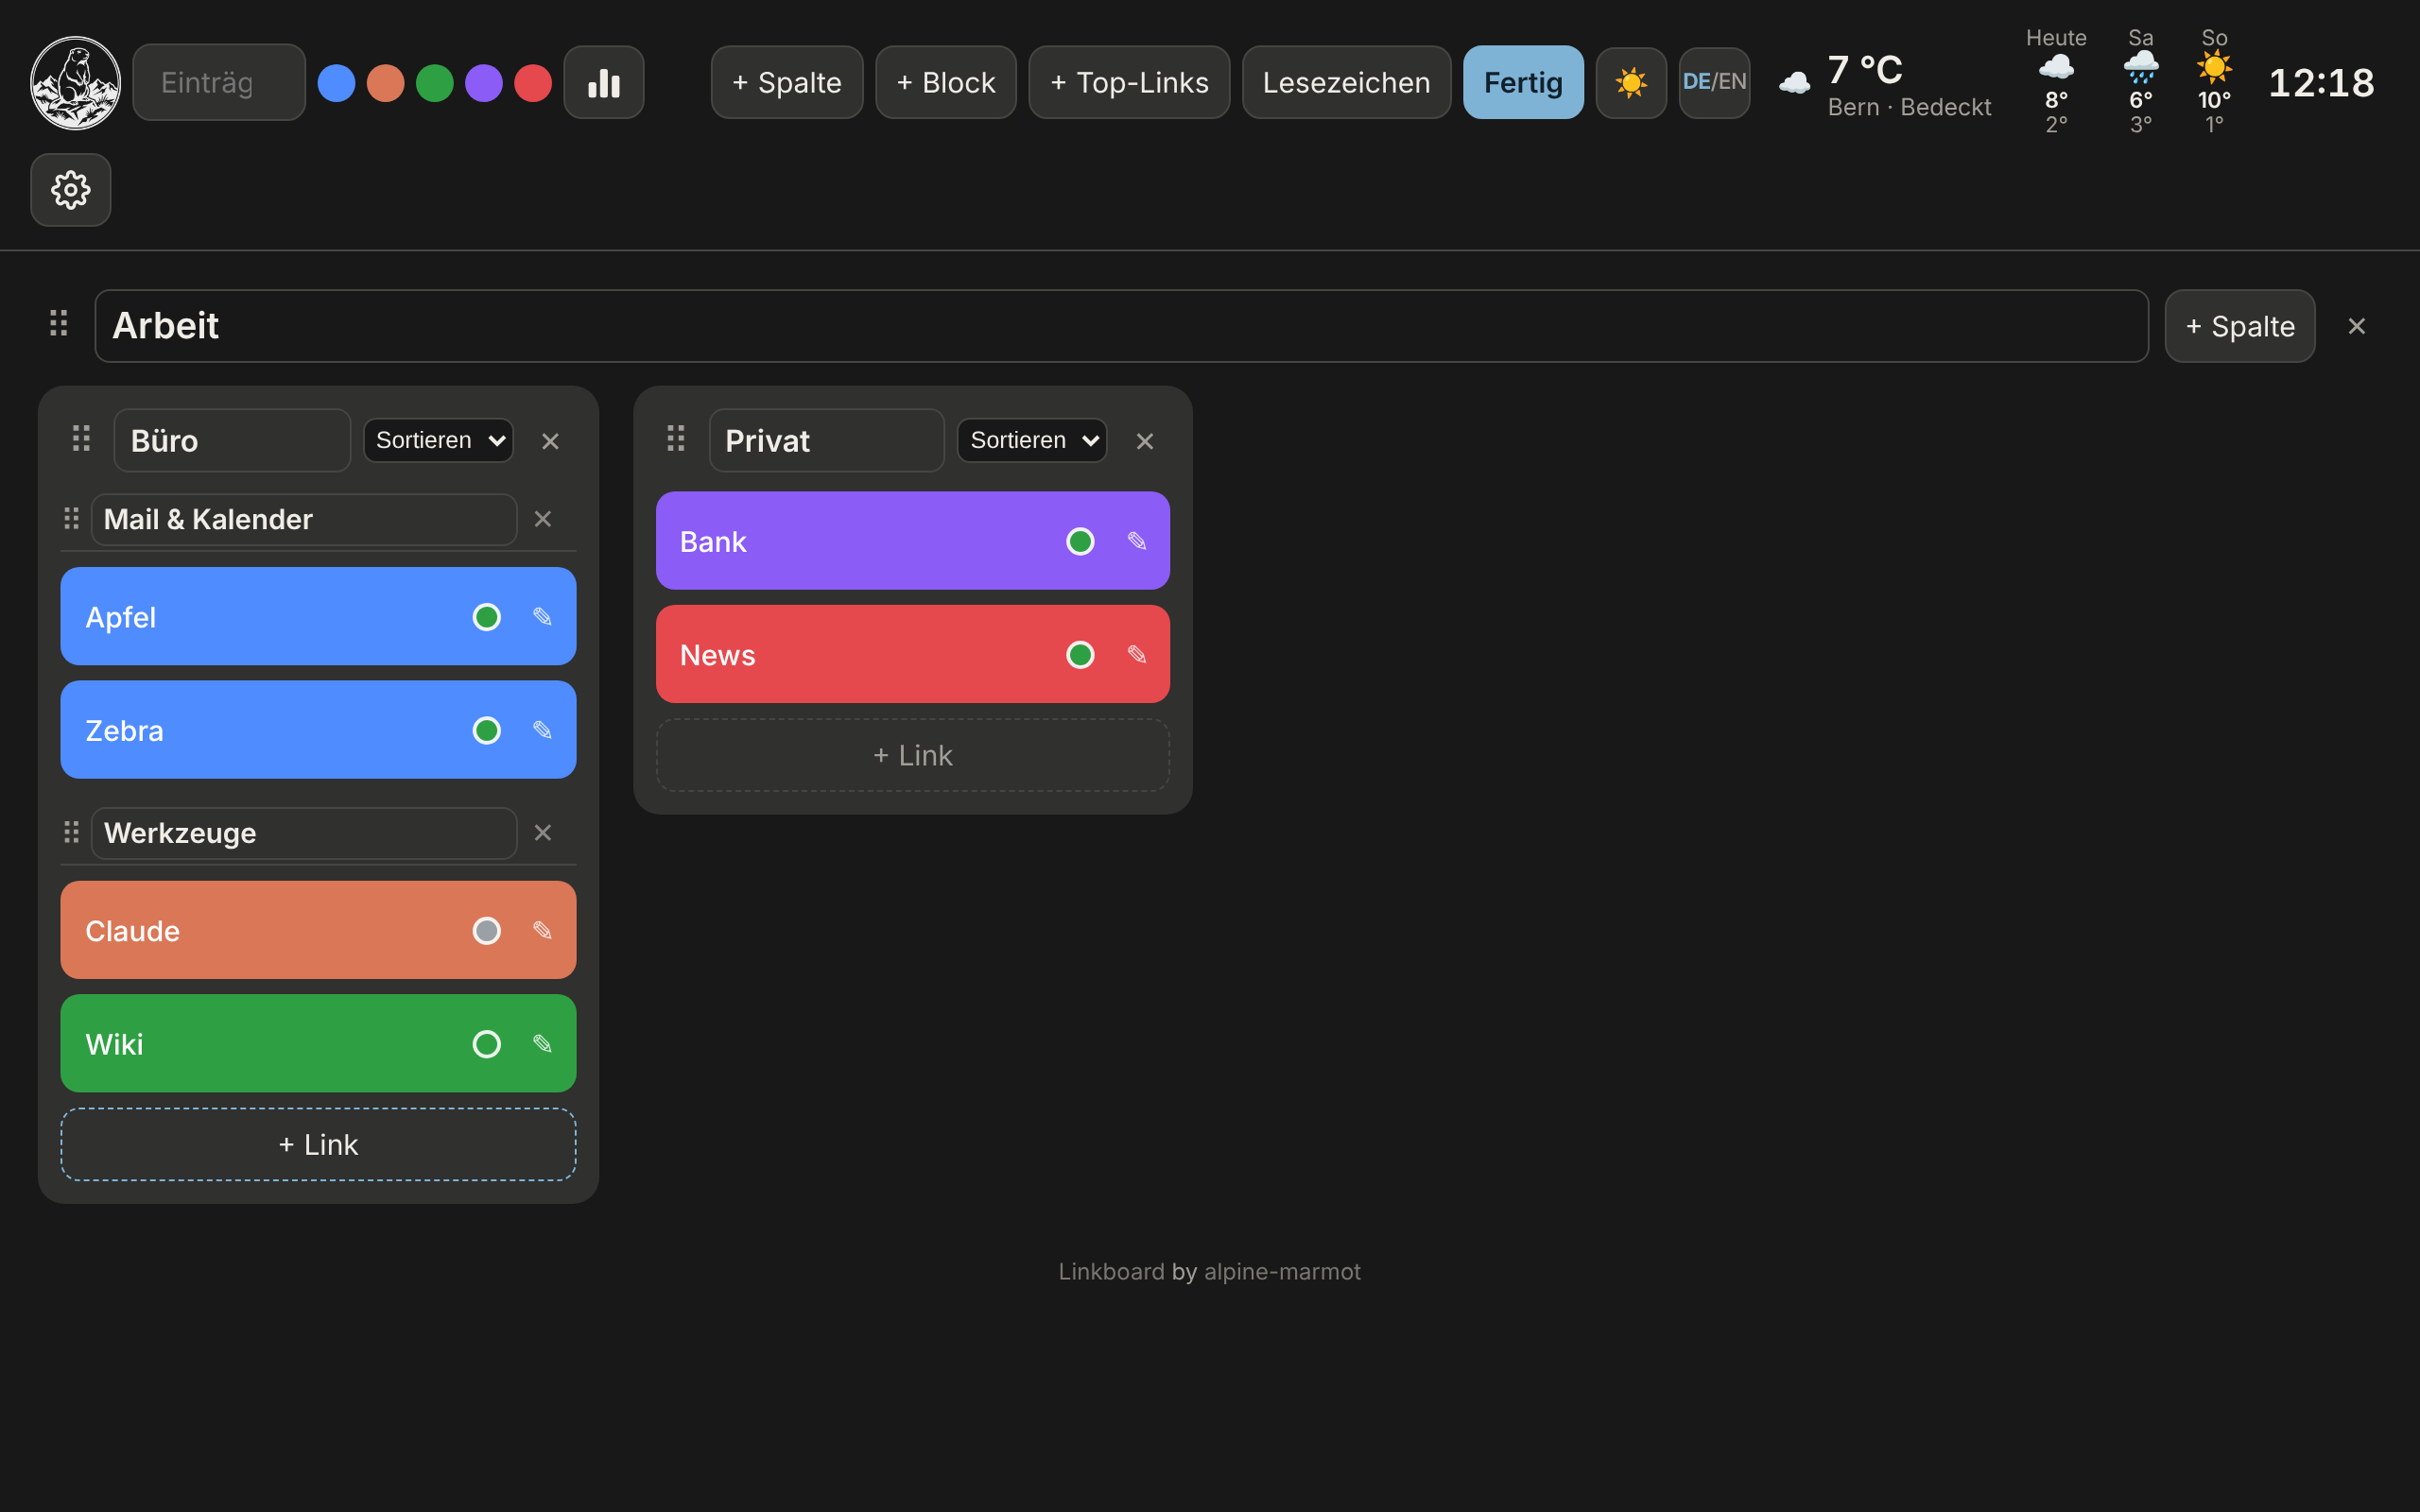 Einträg
+ Spalte
+ Block
+ Top-Links
Lesezeichen
Fertig
DE/EN
7 °C
Bern · Bedeckt
Heute
8°
2°
Sa
6°
3°
So
10°
1°
12:18
Arbeit
+ Spalte
×
Büro
Sortieren
×
Mail & Kalender
×
Apfel
Zebra
Werkzeuge
×
Claude
Wiki
+ Link
Privat
Sortieren
×
Bank
News
+ Link
Linkboard by alpine-marmot